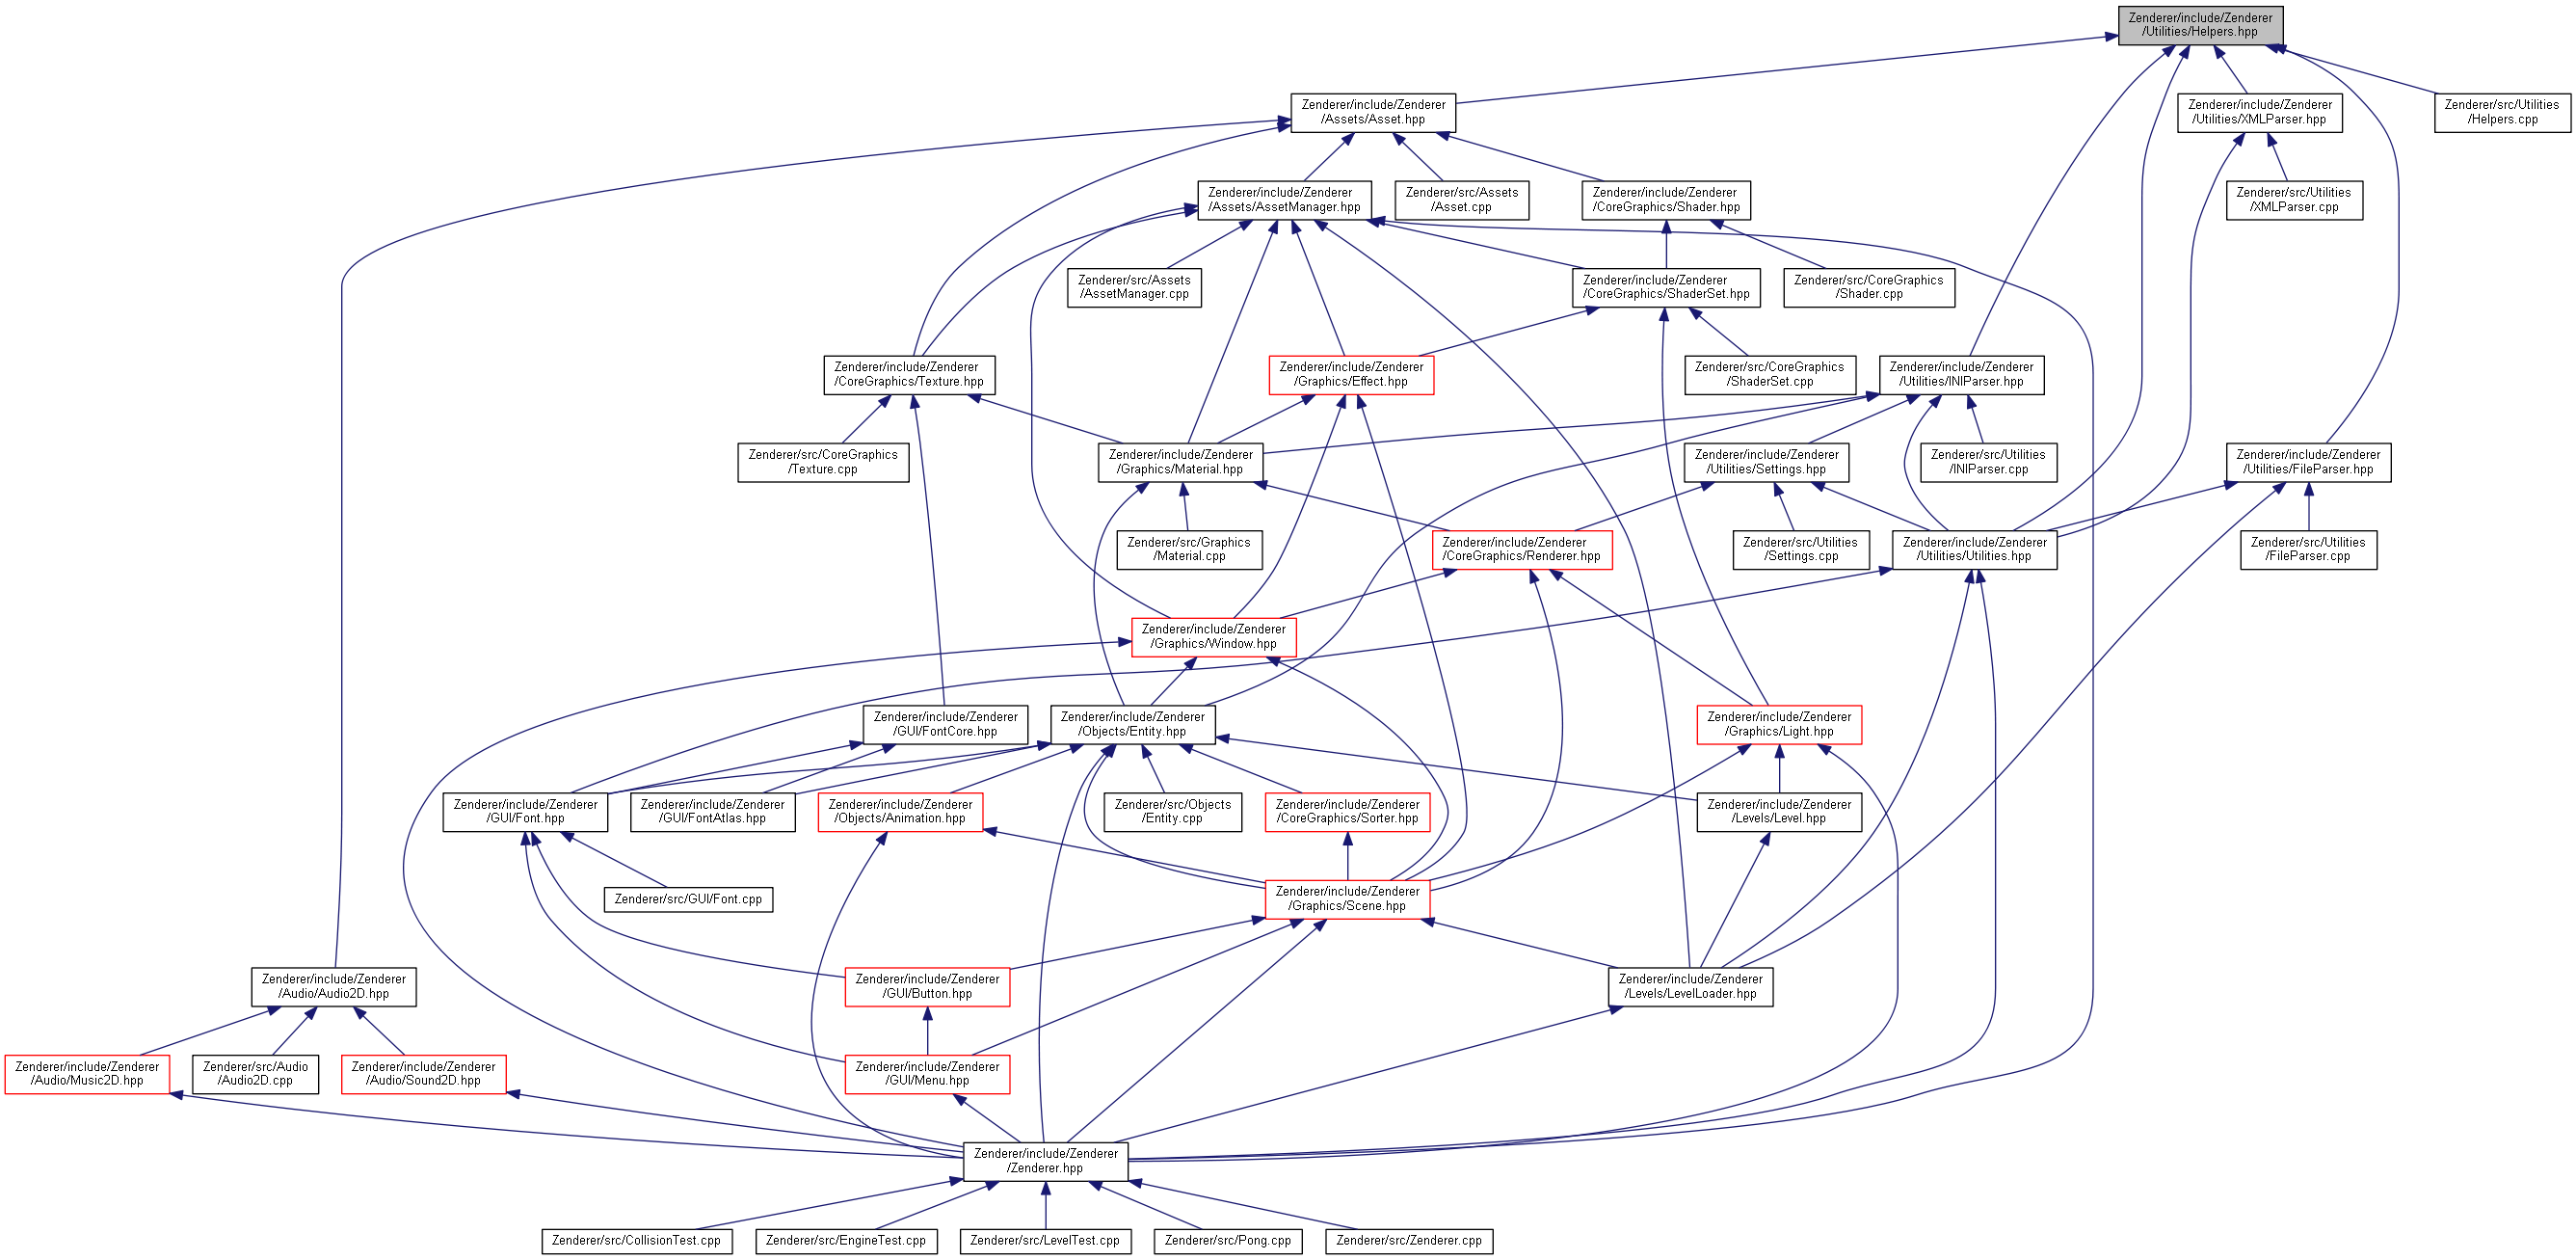 Zenderer/include/Zenderer
/Utilities/Helpers.hpp
Zenderer/include/Zenderer
/Assets/Asset.hpp
Zenderer/include/Zenderer
/Utilities/XMLParser.hpp
Zenderer/src/Utilities
/Helpers.cpp
Zenderer/include/Zenderer
/Assets/AssetManager.hpp
Zenderer/src/Assets
/Asset.cpp
Zenderer/include/Zenderer
/CoreGraphics/Shader.hpp
Zenderer/src/Utilities
/XMLParser.cpp
Zenderer/src/Assets
/AssetManager.cpp
Zenderer/include/Zenderer
/CoreGraphics/ShaderSet.hpp
Zenderer/src/CoreGraphics
/Shader.cpp
Zenderer/include/Zenderer
/CoreGraphics/Texture.hpp
Zenderer/include/Zenderer
/Graphics/Effect.hpp
Zenderer/src/CoreGraphics
/ShaderSet.cpp
Zenderer/include/Zenderer
/Utilities/INIParser.hpp
Zenderer/src/CoreGraphics
/Texture.cpp
Zenderer/include/Zenderer
/Graphics/Material.hpp
Zenderer/include/Zenderer
/Utilities/Settings.hpp
Zenderer/src/Utilities
/INIParser.cpp
Zenderer/include/Zenderer
/Utilities/FileParser.hpp
Zenderer/src/Graphics
/Material.cpp
Zenderer/include/Zenderer
/CoreGraphics/Renderer.hpp
Zenderer/src/Utilities
/Settings.cpp
Zenderer/include/Zenderer
/Utilities/Utilities.hpp
Zenderer/src/Utilities
/FileParser.cpp
Zenderer/include/Zenderer
/Graphics/Window.hpp
Zenderer/include/Zenderer
/GUI/FontCore.hpp
Zenderer/include/Zenderer
/Objects/Entity.hpp
Zenderer/include/Zenderer
/Graphics/Light.hpp
Zenderer/include/Zenderer
/GUI/Font.hpp
Zenderer/include/Zenderer
/GUI/FontAtlas.hpp
Zenderer/include/Zenderer
/Objects/Animation.hpp
Zenderer/src/Objects
/Entity.cpp
Zenderer/include/Zenderer
/CoreGraphics/Sorter.hpp
Zenderer/include/Zenderer
/Levels/Level.hpp
Zenderer/src/GUI/Font.cpp
Zenderer/include/Zenderer
/Graphics/Scene.hpp
Zenderer/include/Zenderer
/Audio/Audio2D.hpp
Zenderer/include/Zenderer
/GUI/Button.hpp
Zenderer/include/Zenderer
/Levels/LevelLoader.hpp
Zenderer/include/Zenderer
/Audio/Music2D.hpp
Zenderer/src/Audio
/Audio2D.cpp
Zenderer/include/Zenderer
/Audio/Sound2D.hpp
Zenderer/include/Zenderer
/GUI/Menu.hpp
Zenderer/include/Zenderer
/Zenderer.hpp
Zenderer/src/CollisionTest.cpp
Zenderer/src/EngineTest.cpp
Zenderer/src/LevelTest.cpp
Zenderer/src/Pong.cpp
Zenderer/src/Zenderer.cpp